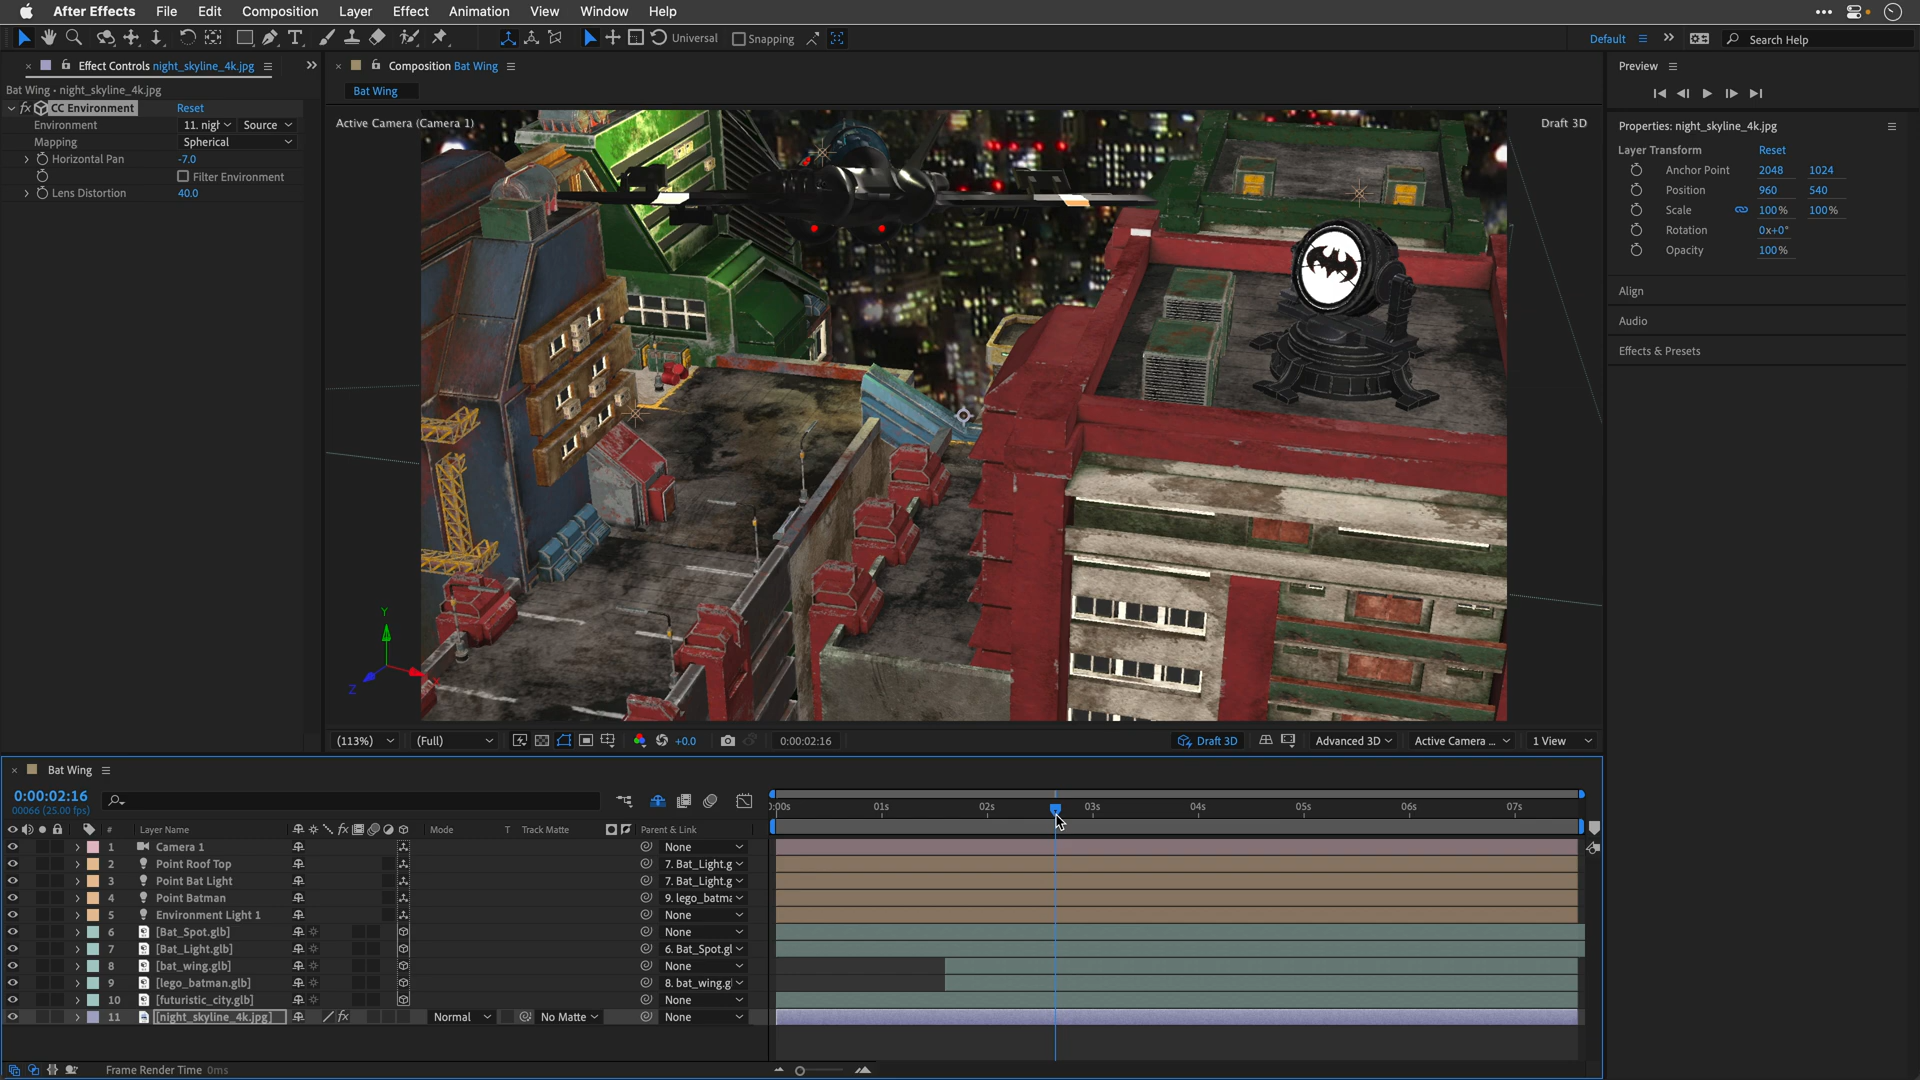 After Effects File Edit Composition Layer Effect Animation View Window Help
Universal Snapping Default Search Help
Effect Controls night_skyline_4k.jpg
Bat Wing • night_skyline_4k.jpg
fx CC Environment Reset
Environment 11. nigh Source
Mapping Spherical
Horizontal Pan -7.0
Filter Environment
Lens Distortion 40.0
Composition Bat Wing
Bat Wing
Active Camera (Camera 1) Draft 3D
Y
Z
X
(113%) (Full) +0.0 0:00:02:16 Draft 3D Advanced 3D Active Camera ... 1 View
Preview
Properties: night_skyline_4k.jpg
Layer Transform Reset
Anchor Point 2048 1024
Position 960 540
Scale 100% 100%
Rotation 0x+0°
Opacity 100%
Align
Audio
Effects & Presets
Bat Wing
0:00:02:16
00066 (25.00 fps)
:00s 01s 02s 03s 04s 05s 06s 07s
# Layer Name fx Mode T Track Matte Parent & Link
1 Camera 1 None
2 Point Roof Top 7. Bat_Light.g
3 Point Bat Light 7. Bat_Light.g
4 Point Batman 9. lego_batma
5 Environment Light 1 None
6 [Bat_Spot.glb] None
7 [Bat_Light.glb] 6. Bat_Spot.gl
8 [bat_wing.glb] None
9 [lego_batman.glb] 8. bat_wing.g
10 [futuristic_city.glb] None
11 [night_skyline_4k.jpg] fx Normal No Matte None
Frame Render Time 0ms